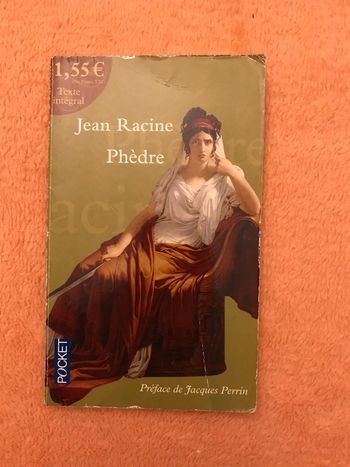 1,55 €
Texte
intégral
Jean Racine
Phèdre
POCKET
Préface de Jacques Perrin